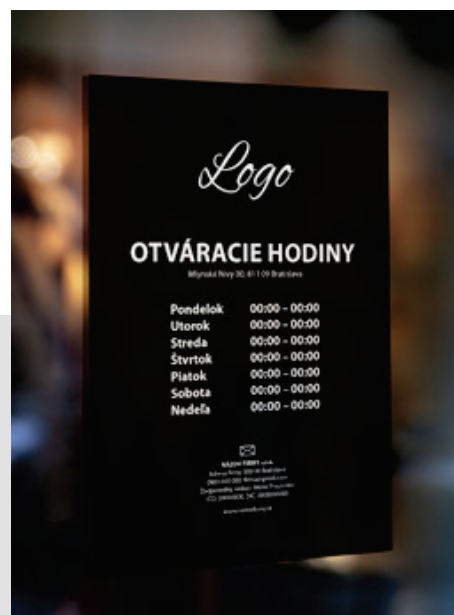 Logo
OTVÁRACIE HODINY
Mlynské Nivy 30, 811 09 Bratislava
Pondelok 00:00 – 00:00
Utorok 00:00 – 00:00
Streda 00:00 – 00:00
Štvrtok 00:00 – 00:00
Piatok 00:00 – 00:00
Sobota 00:00 – 00:00
Nedeľa 00:00 – 00:00
NÁZOV FIRMY s.r.o.